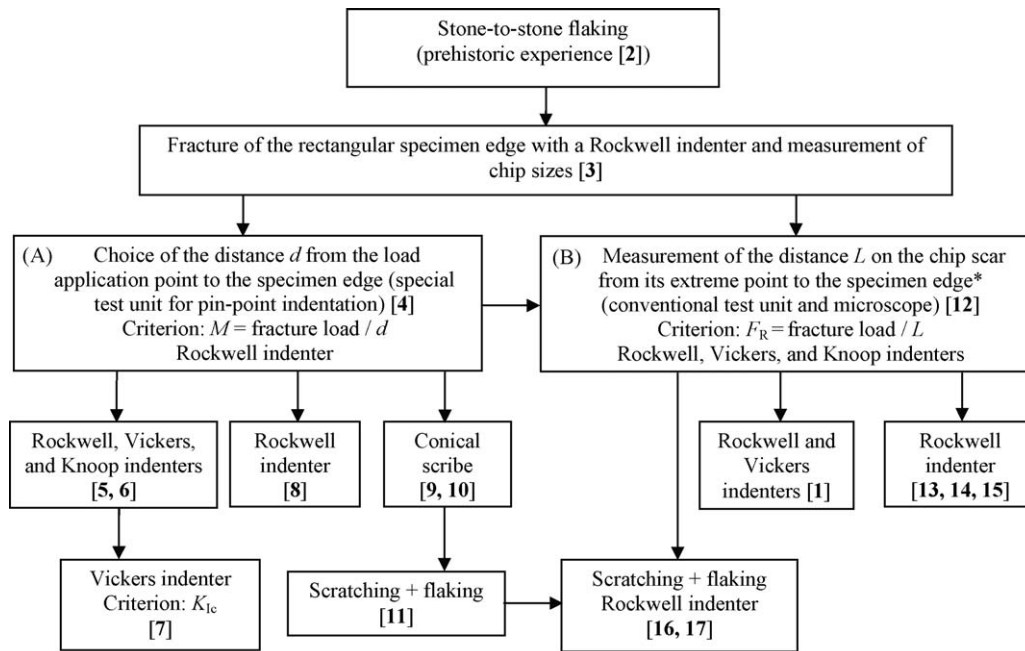 Stone-to-stone flaking
(prehistoric experience [2])
Fracture of the rectangular specimen edge with a Rockwell indenter and measurement of
chip sizes [3]
(A)
Choice of the distance d from the load
application point to the specimen edge (special
test unit for pin-point indentation) [4]
Criterion: M = fracture load / d
Rockwell indenter
(B)
Measurement of the distance L on the chip scar
from its extreme point to the specimen edge*
(conventional test unit and microscope) [12]
Criterion: FR = fracture load / L
Rockwell, Vickers, and Knoop indenters
Rockwell, Vickers,
and Knoop indenters
[5, 6]
Rockwell
indenter
[8]
Conical
scribe
[9, 10]
Rockwell and
Vickers
indenters [1]
Rockwell
indenter
[13, 14, 15]
Vickers indenter
Criterion: KIc
[7]
Scratching + flaking
[11]
Scratching + flaking
Rockwell indenter
[16, 17]